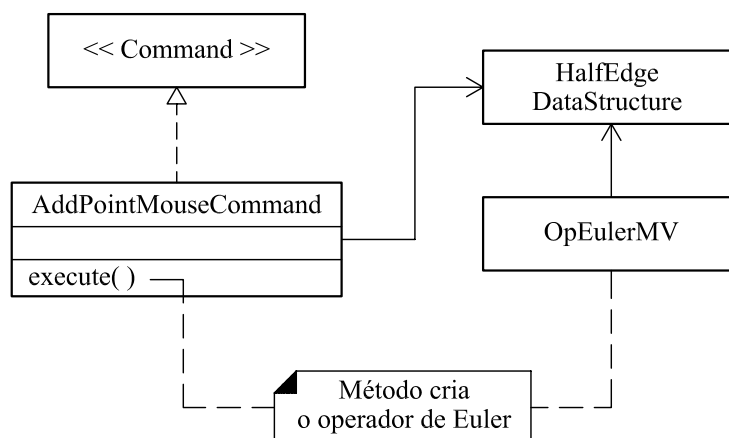 << Command >>
HalfEdge
DataStructure
AddPointMouseCommand
OpEulerMV
execute( )
Método cria
o operador de Euler